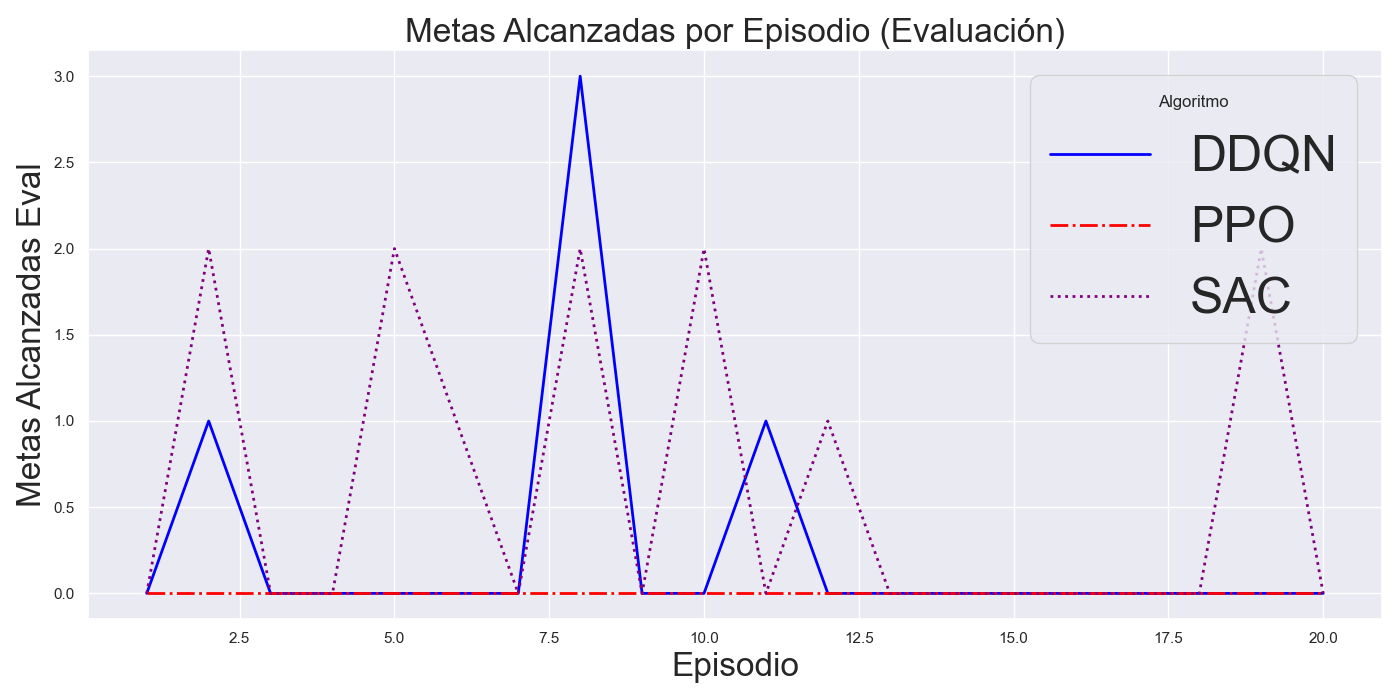 Metas Alcanzadas por Episodio (Evaluación)
Metas Alcanzadas Eval
3.0
2.5
2.0
1.5
1.0
0.5
0.0
Algoritmo
DDQN
PPO
SAC
2.5 5.0 7.5 10.0 12.5 15.0 17.5 20.0
Episodio